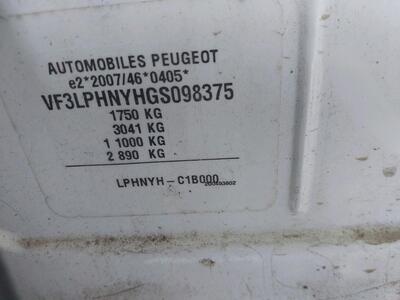 AUTOMOBILES PEUGEOT
e2*2007/46*0405*
VF3LPHNYHGS098375
1750 KG
3041 KG
1 1000 KG
2 890 KG
LPHNYH-C1B000